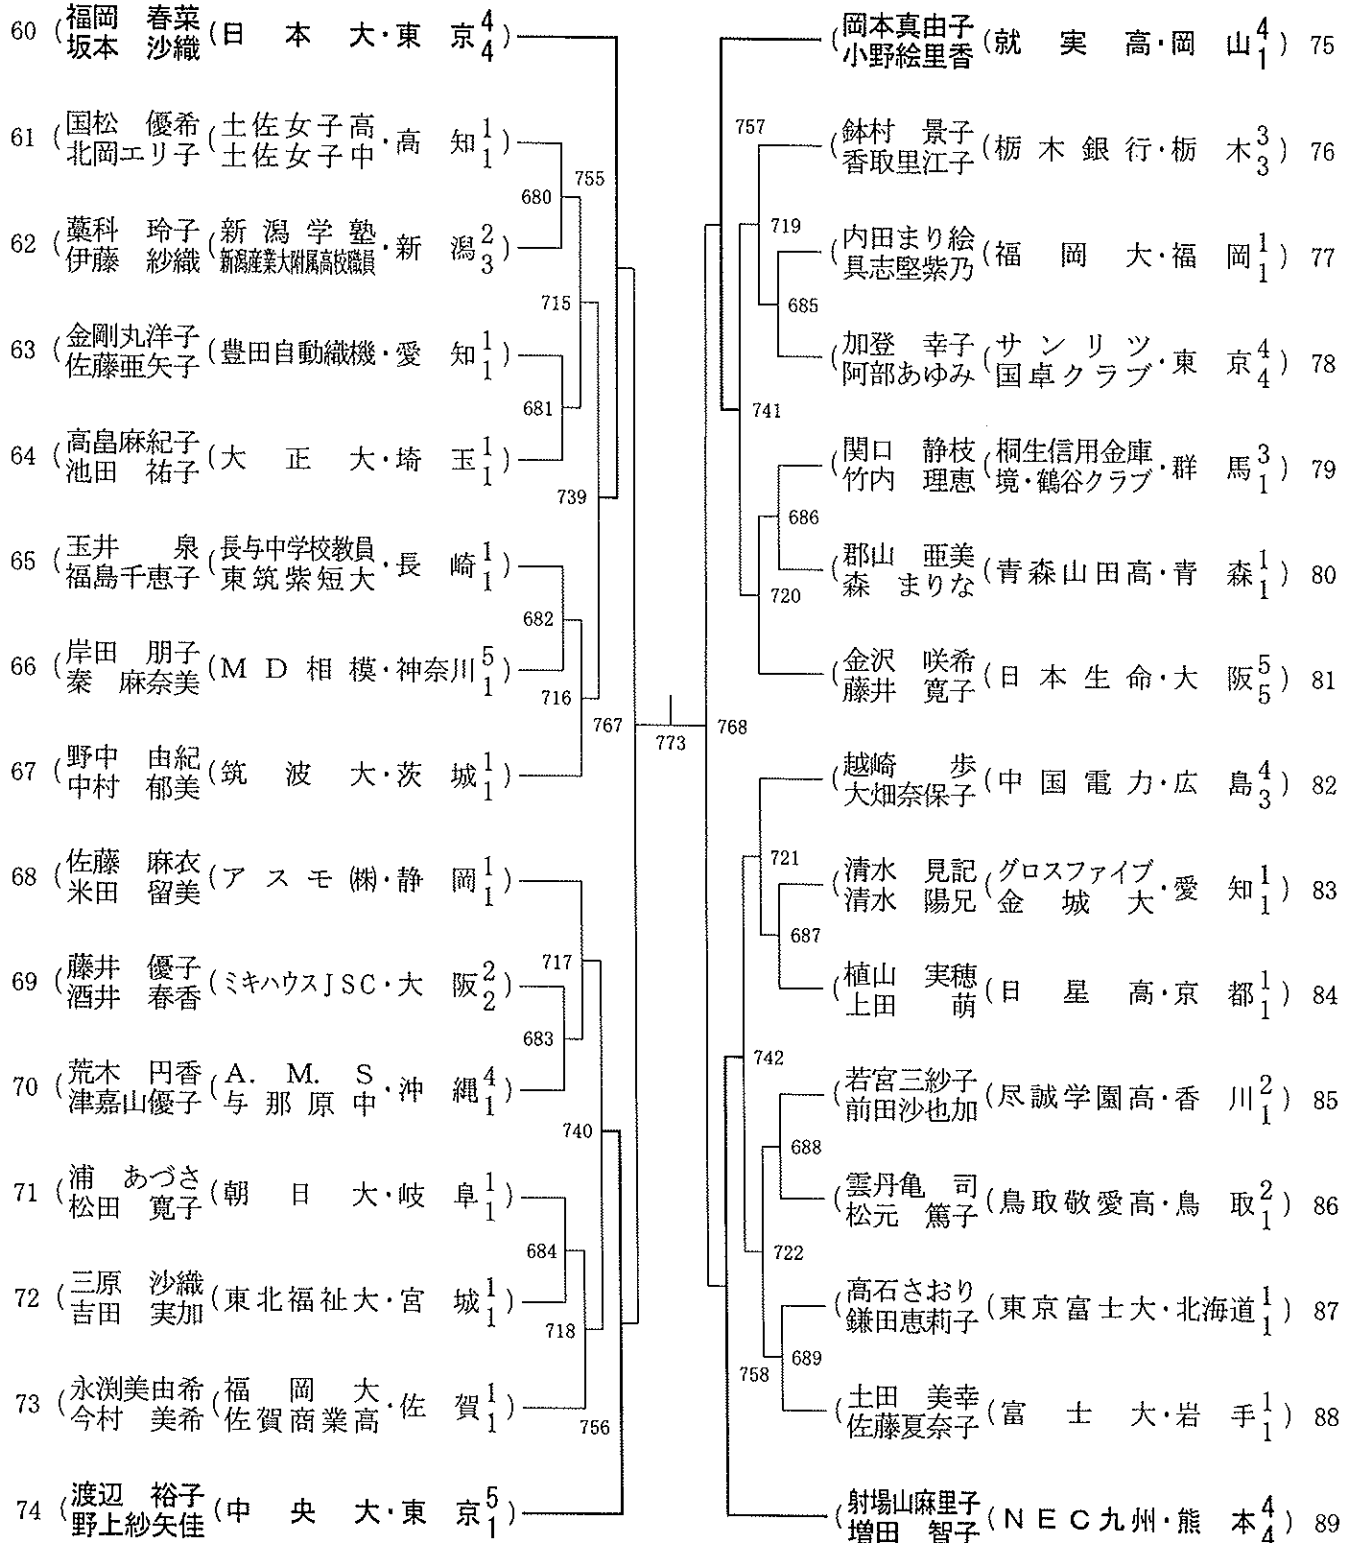 60 (福岡 春菜 坂本 沙織 (日本大・東京 4 4)
61 (国松 優希 北岡エリ子 (土佐女子高 土佐女子中・高知 1 1)
755
680
62 (藁科 玲子 伊藤 紗織 (新潟学塾 新潟産業大附属高校職員・新潟 2 3)
715
63 (金剛丸洋子 佐藤亜矢子 (豊田自動織機・愛知 1 1)
681
64 (高畠麻紀子 池田 祐子 (大正大・埼玉 1 1)
739
65 (玉井 泉 福島千恵子 (長与中学校教員 東筑紫短大・長崎 1 1)
682
66 (岸田 朋子 秦 麻奈美 (MD相模・神奈川 5 1)
716
767
67 (野中 由紀 中村 郁美 (筑波大・茨城 1 1)
68 (佐藤 麻衣 米田 留美 (アスモ㈱・静岡 1 1)
717
69 (藤井 優子 酒井 春香 (ミキハウスJSC・大阪 2 2)
683
70 (荒木 円香 津嘉山優子 (A.M.S 与那原中・沖縄 4 1)
740
71 (浦 あづさ 松田 寛子 (朝日大・岐阜 1 1)
684
72 (三原 沙織 吉田 実加 (東北福祉大・宮城 1 1)
718
73 (永渕美由希 今村 美希 (福岡大 佐賀商業高・佐賀 1 1)
756
74 (渡辺 裕子 野上紗矢佳 (中央大・東京 5 1)
773
(岡本真由子 小野絵里香 (就実高・岡山 4 1) 75
757
(鉢村 景子 香取里江子 (栃木銀行・栃木 3 3) 76
719
(内田まり絵 具志堅紫乃 (福岡大・福岡 1 1) 77
685
(加登 幸子 阿部あゆみ (サンリツ 国卓クラブ・東京 4 4) 78
741
(関口 静枝 竹内 理恵 (桐生信用金庫 境・鶴谷クラブ・群馬 3 1) 79
686
(郡山 亜美 森 まりな (青森山田高・青森 1 1) 80
720
(金沢 咲希 藤井 寛子 (日本生命・大阪 5 5) 81
768
(越崎 歩 大畑奈保子 (中国電力・広島 4 3) 82
721
(清水 見記 清水 陽兄 (グロスファイブ 金城大・愛知 1 1) 83
687
(植山 実穂 上田 萌 (日星高・京都 1 1) 84
742
(若宮三紗子 前田沙也加 (尽誠学園高・香川 2 1) 85
688
(雲丹亀 司 松元 篤子 (鳥取敬愛高・鳥取 2 1) 86
722
(高石さおり 鎌田恵莉子 (東京富士大・北海道 1 1) 87
689
758
(土田 美幸 佐藤夏奈子 (富士大・岩手 1 1) 88
(射場山麻里子 増田 智子 (NEC九州・熊本 4 4) 89